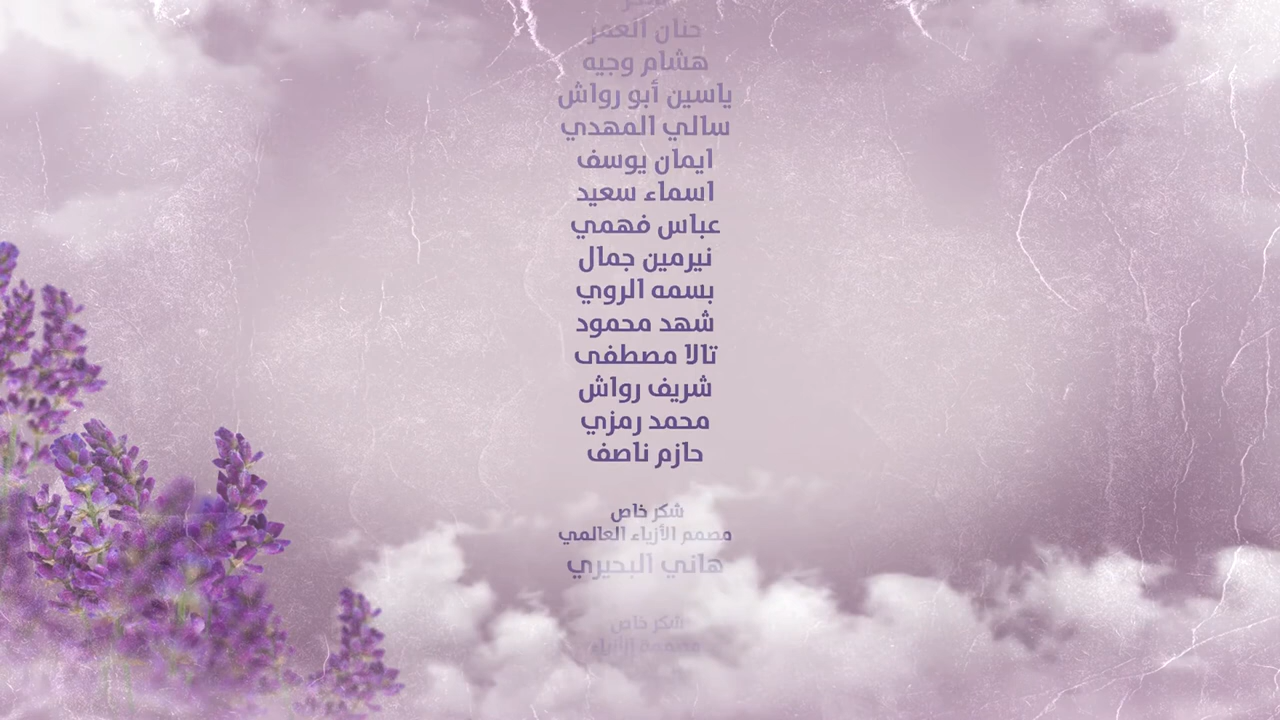 حنان العمر
هشام وجيه
ياسين أبو رواش
سالي المهدي
ايمان يوسف
اسماء سعيد
عباس فهمي
نيرمين جمال
بسمه الروي
شهد محمود
تالا مصطفى
شريف رواش
محمد رمزي
حازم ناصف
شكر خاص
مصمم الأزياء العالمي
هاني البحيري
شكر خاص
مصممة الأزياء